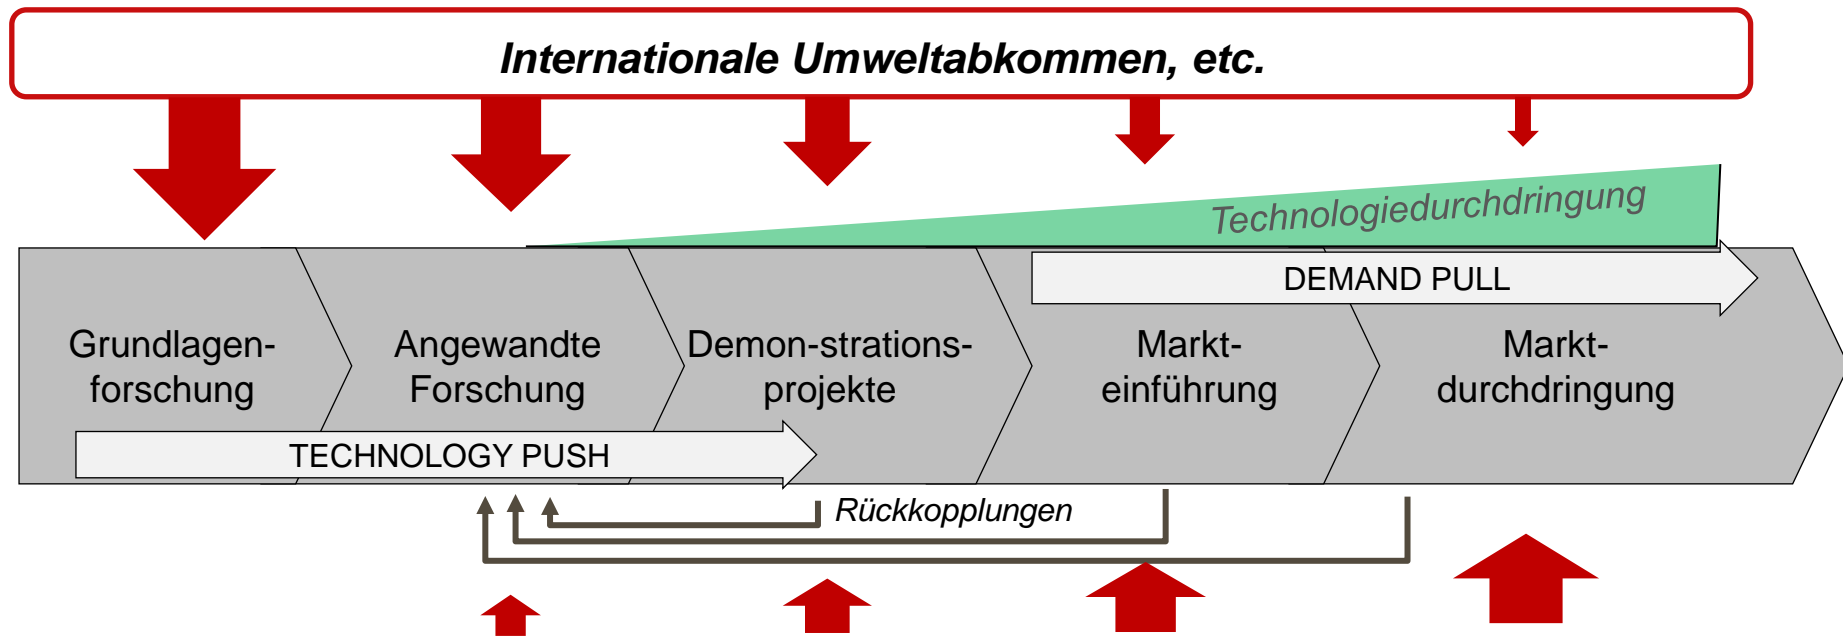 Internationale Umweltabkommen, etc.
Technologiedurchdringung
DEMAND PULL
Grundlagen-
forschung
Angewandte
Forschung
Demon-strations-
projekte
Markt-
einführung
Markt-
durchdringung
TECHNOLOGY PUSH
Rückkopplungen